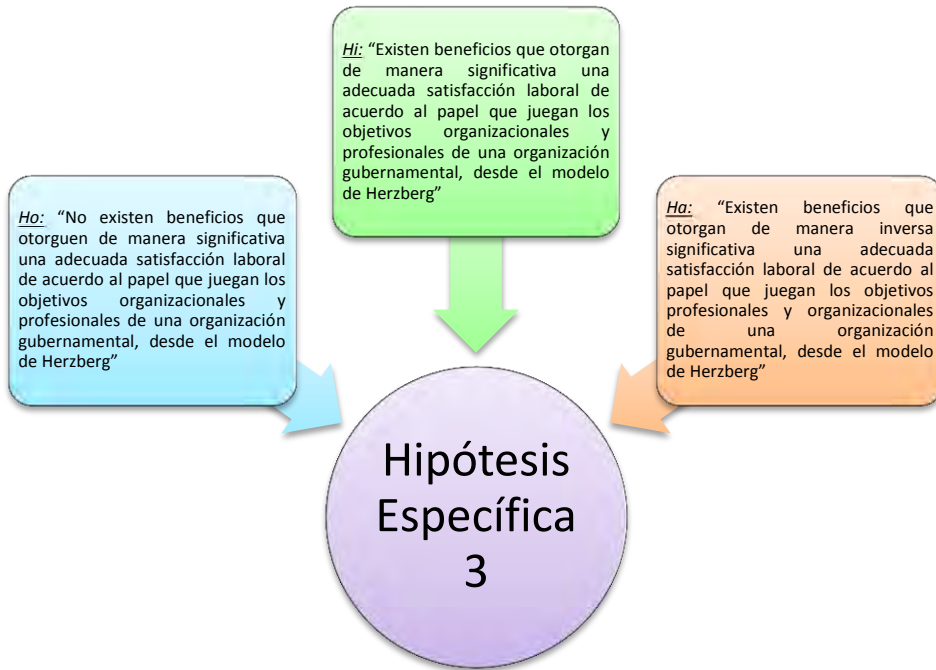 Hi: “Existen beneficios que otorgan
de manera significativa una
adecuada satisfacción laboral de
acuerdo al papel que juegan los
objetivos organizacionales y
profesionales de una organización
gubernamental, desde el modelo
de Herzberg”
Ho: “No existen beneficios que
otorguen de manera significativa
una adecuada satisfacción laboral
de acuerdo al papel que juegan los
objetivos organizacionales y
profesionales de una organización
gubernamental, desde el modelo
de Herzberg”
Ha: “Existen beneficios que
otorgan de manera inversa
significativa una adecuada
satisfacción laboral de acuerdo al
papel que juegan los objetivos
profesionales y organizacionales
de una organización
gubernamental, desde el modelo
de Herzberg”
Hipótesis
Específica
3